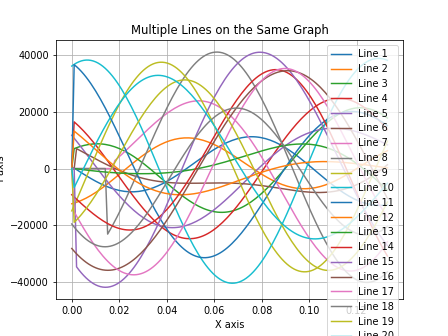 Multiple Lines on the Same Graph
40000
20000
0
−20000
−40000
axis
0.00
0.02
0.04
0.06
0.08
0.10
X axis
Line 1
Line 2
Line 3
Line 4
Line 5
Line 6
Line 7
Line 8
Line 9
Line 10
Line 11
Line 12
Line 13
Line 14
Line 15
Line 16
Line 17
Line 18
Line 19
Line 20